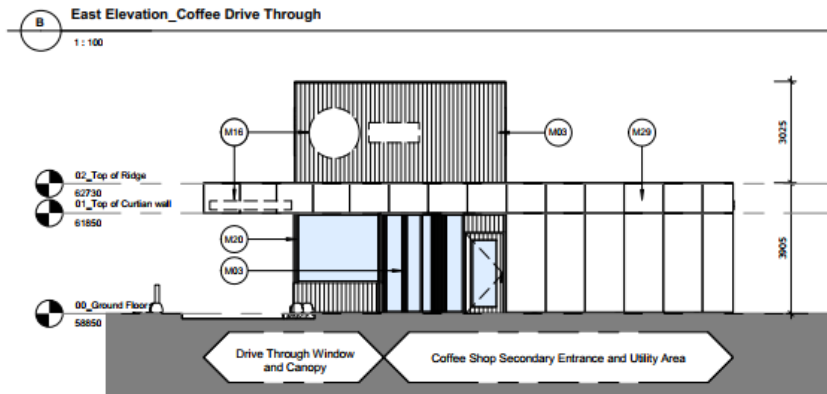 B
East Elevation_Coffee Drive Through
1 : 100
M16
M03
M29
3025
02_Top of Ridge
62730
01_Top of Curtian wall
61850
M20
M03
3905
00_Ground Floor
58850
Drive Through Window
and Canopy
Coffee Shop Secondary Entrance and Utility Area